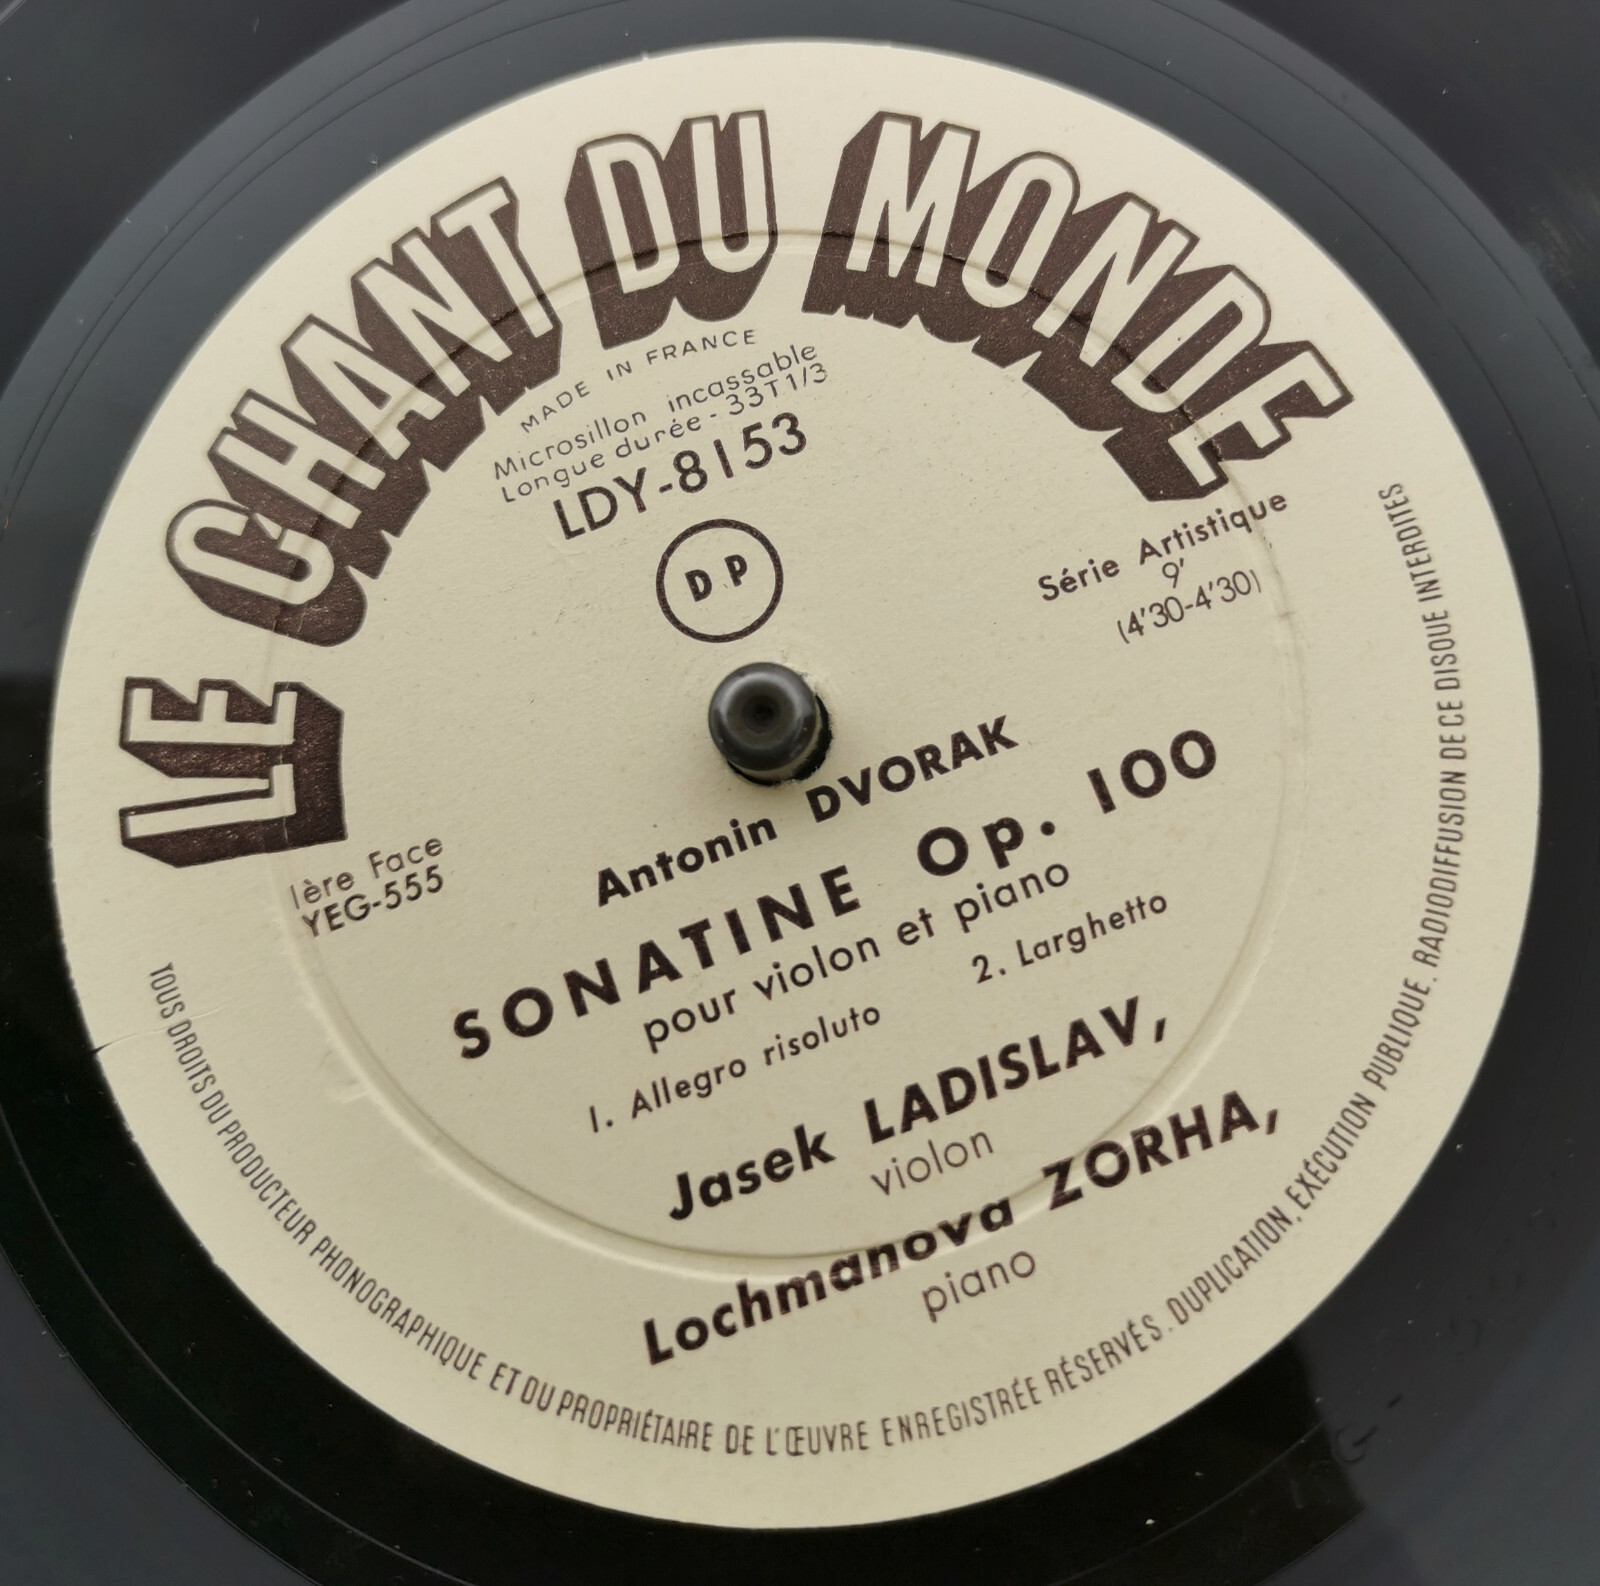 LE CHANT DU MONDE
MADE IN FRANCE
Microsillon incassable
Longue durée - 33T 1/3
LDY-8153
DP
Série Artistique
9'
(4'30-4'30)
1ère Face
YEG-555
Antonin DVORAK
SONATINE Op. 100
pour violon et piano
1. Allegro risoluto 2. Larghetto
Jasek LADISLAV,
violon
Lochmanova ZORHA,
piano
TOUS DROITS DU PRODUCTEUR PHONOGRAPHIQUE ET DU PROPRIÉTAIRE DE L'ŒUVRE ENREGISTRÉE RÉSERVÉS. DUPLICATION, EXÉCUTION PUBLIQUE, RADIODIFFUSION DE CE DISQUE INTERDITES